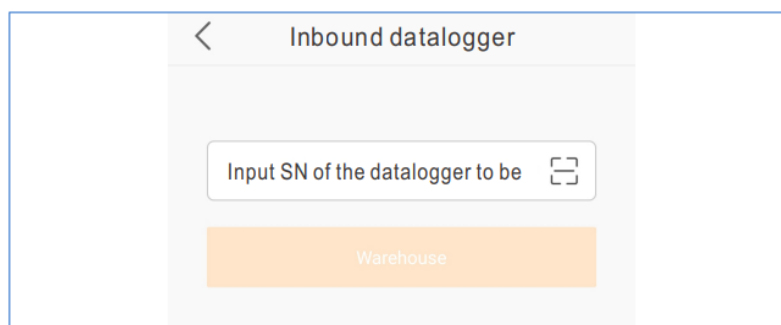 Inbound datalogger
Input SN of the datalogger to be
Warehouse